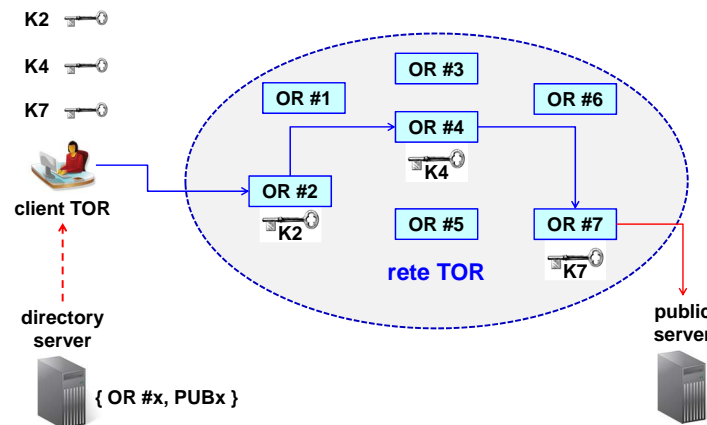 K2
K4
K7
client TOR
directory
server
{ OR #x, PUBx }
OR #1
OR #3
OR #6
OR #4
K4
OR #2
K2
OR #5
OR #7
K7
rete TOR
public
server